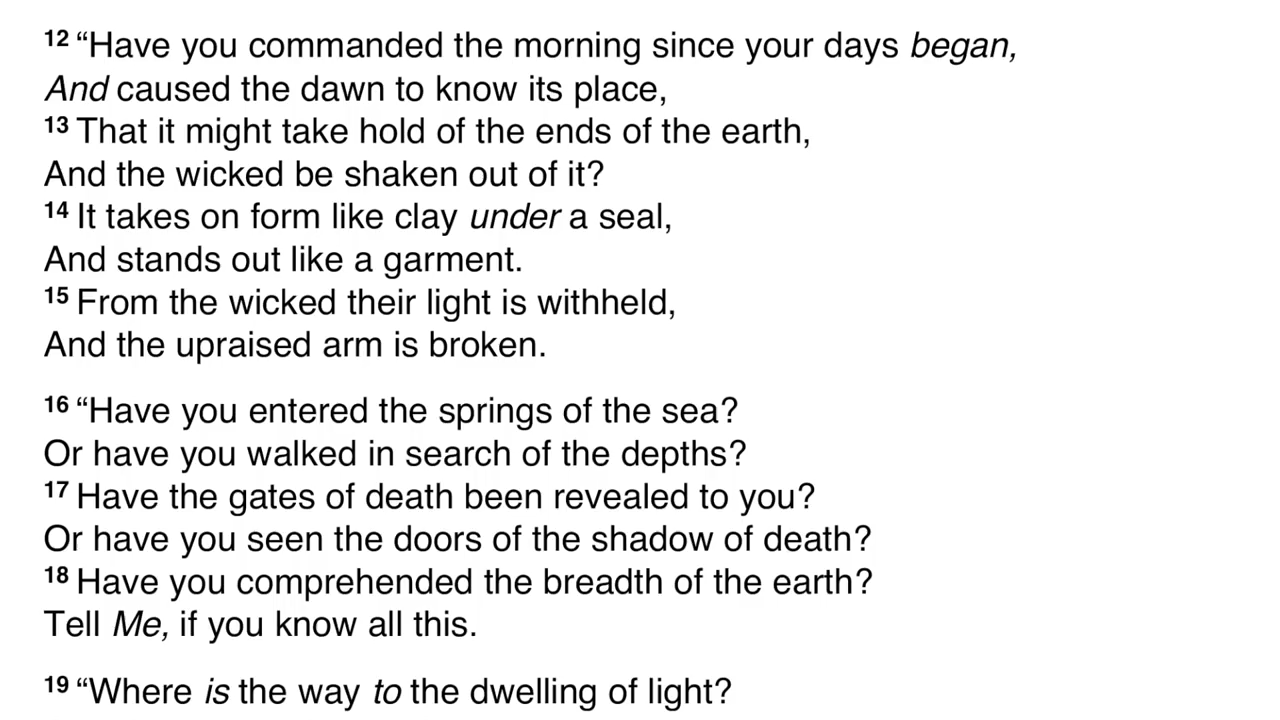 12 “Have you commanded the morning since your days began,
And caused the dawn to know its place,
13 That it might take hold of the ends of the earth,
And the wicked be shaken out of it?
14 It takes on form like clay under a seal,
And stands out like a garment.
15 From the wicked their light is withheld,
And the upraised arm is broken.
16 “Have you entered the springs of the sea?
Or have you walked in search of the depths?
17 Have the gates of death been revealed to you?
Or have you seen the doors of the shadow of death?
18 Have you comprehended the breadth of the earth?
Tell Me, if you know all this.
19 “Where is the way to the dwelling of light?